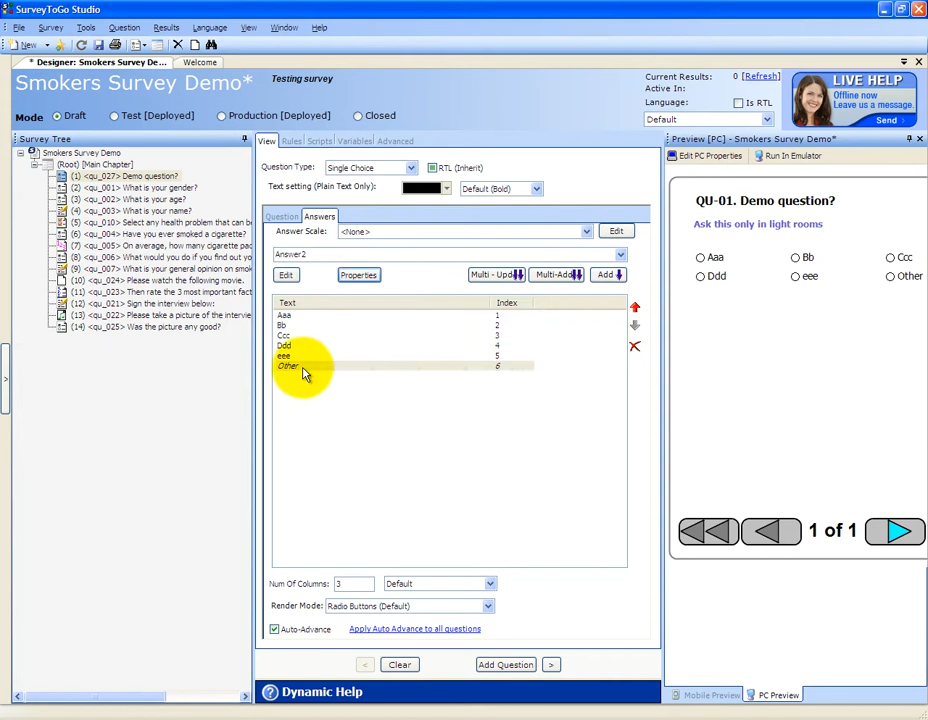 SurveyToGo Studio
File Survey Tools Question Results Language View Window Help
New
* Designer: Smokers Survey De... Welcome
Smokers Survey Demo* Testing survey
Current Results: 0 [Refresh]
Active In:
Language: Is RTL
Default
LIVE HELP
Offline now
Leave us a message.
Send
Mode Draft Test [Deployed] Production [Deployed] Closed
Survey Tree
Smokers Survey Demo
(Root) [Main Chapter]
(1) <qu_027> Demo question?
(2) <qu_001> What is your gender?
(3) <qu_002> What is your age?
(4) <qu_003> What is your name?
(5) <qu_010> Select any health problem that can be
(6) <qu_004> Have you ever smoked a cigarette?
(7) <qu_005> On average, how many cigarette pac
(8) <qu_006> What would you do if you find out yo
(9) <qu_007> What is your general opinion on smok
(10) <qu_024> Please watch the following movie.
(11) <qu_023> Then rate the 3 most important fact
(12) <qu_021> Sign the interview below:
(13) <qu_022> Please take a picture of the intervie
(14) <qu_025> Was the picture any good?
View Rules Scripts Variables Advanced
Question Type: Single Choice RTL (Inherit)
Text setting (Plain Text Only): Default (Bold)
Question Answers
Answer Scale: <None> Edit
Answer2
Edit Properties Multi - Upd Multi-Add Add
Text Index
Aaa 1
Bb 2
Ccc 3
Ddd 4
eee 5
Other 6
Num Of Columns: 3 Default
Render Mode: Radio Buttons (Default)
Auto-Advance Apply Auto Advance to all questions
< Clear Add Question >
Dynamic Help
Preview [PC] - Smokers Survey Demo*
Edit PC Properties Run In Emulator
QU-01. Demo question?
Ask this only in light rooms
Aaa Bb Ccc
Ddd eee Other
1 of 1
Mobile Preview PC Preview